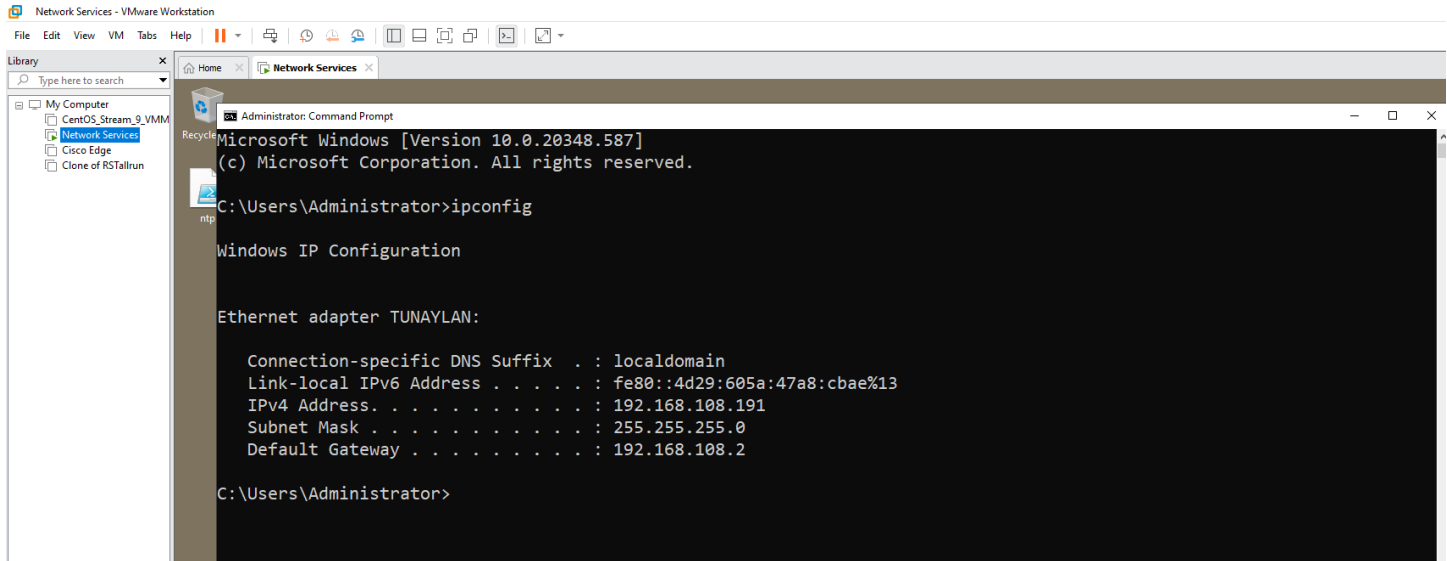 Network Services - VMware Workstation
File Edit View VM Tabs Help
Library
Type here to search
My Computer
CentOS_Stream_9_VMM
Network Services
Cisco Edge
Clone of RSTallrun
Home
Network Services
Recycle
ntp
Administrator: Command Prompt
Microsoft Windows [Version 10.0.20348.587]
(c) Microsoft Corporation. All rights reserved.
C:\Users\Administrator>ipconfig
Windows IP Configuration
Ethernet adapter TUNAYLAN:
Connection-specific DNS Suffix . : localdomain
Link-local IPv6 Address . . . . . : fe80::4d29:605a:47a8:cbae%13
IPv4 Address. . . . . . . . . . . : 192.168.108.191
Subnet Mask . . . . . . . . . . . : 255.255.255.0
Default Gateway . . . . . . . . . : 192.168.108.2
C:\Users\Administrator>